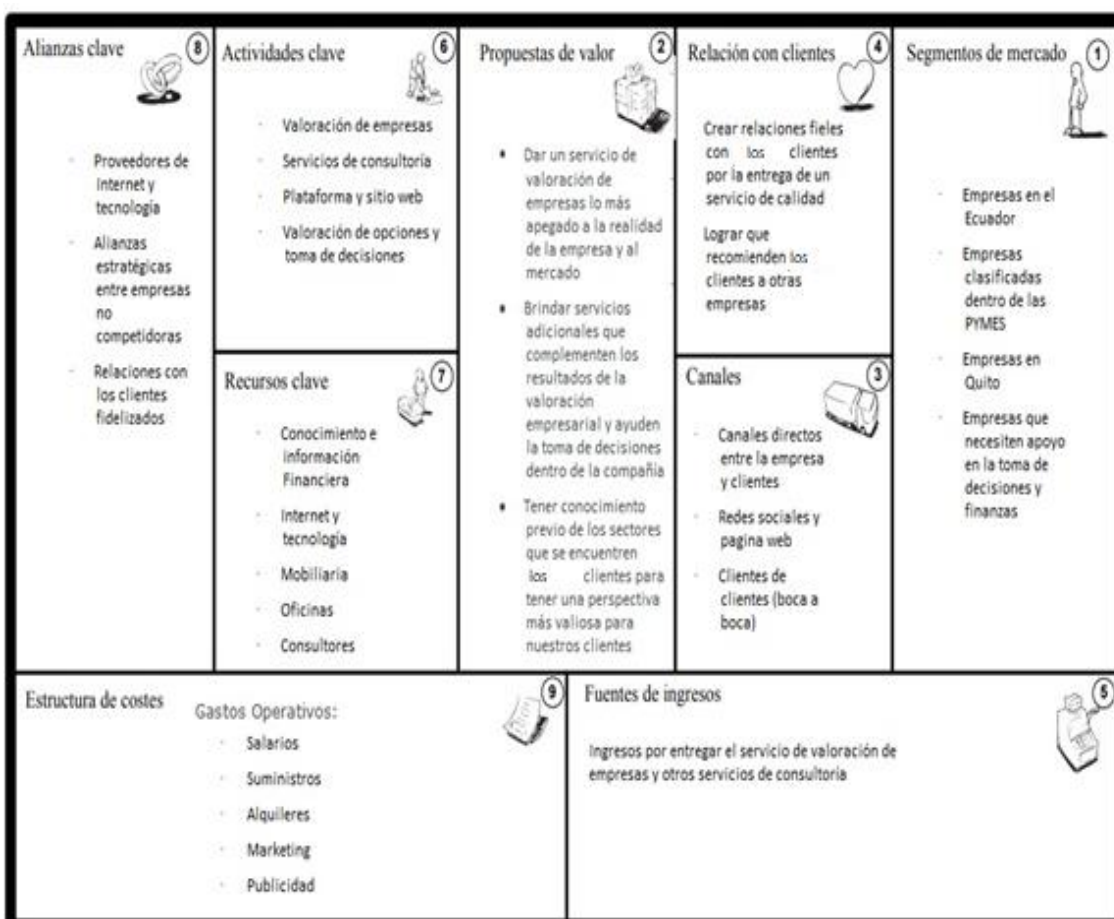 Alianzas clave
8
Proveedores de
Internet y
tecnología
Alianzas
estratégicas
entre empresas
no
competidoras
Relaciones con
los clientes
fidelizados
Actividades clave
6
Valoración de empresas
Servicios de consultoría
Plataforma y sitio web
Valoración de opciones y
toma de decisiones
Recursos clave
7
Conocimiento e
información
Financiera
Internet y
tecnología
Mobiliaria
Oficinas
Consultores
Propuestas de valor
2
• Dar un servicio de
valoración de
empresas lo más
apegado a la realidad
de la empresa y al
mercado
• Brindar servicios
adicionales que
complementen los
resultados de la
valoración
empresarial y ayuden
la toma de decisiones
dentro de la compañía
• Tener conocimiento
previo de los sectores
que se encuentren
los clientes para
tener una perspectiva
más valiosa para
nuestros clientes
Relación con clientes
4
Crear relaciones fieles
con los clientes
por la entrega de un
servicio de calidad
Lograr que
recomienden los
clientes a otras
empresas
Canales
3
Canales directos
entre la empresa
y clientes
Redes sociales y
pagina web
Clientes de
clientes (boca a
boca)
Segmentos de mercado
1
Empresas en el
Ecuador
Empresas
clasificadas
dentro de las
PYMES
Empresas en
Quito
Empresas que
necesiten apoyo
en la toma de
decisiones y
finanzas
Estructura de costes
9
Gastos Operativos:
Salarios
Suministros
Alquileres
Marketing
Publicidad
Fuentes de ingresos
5
Ingresos por entregar el servicio de valoración de
empresas y otros servicios de consultoría